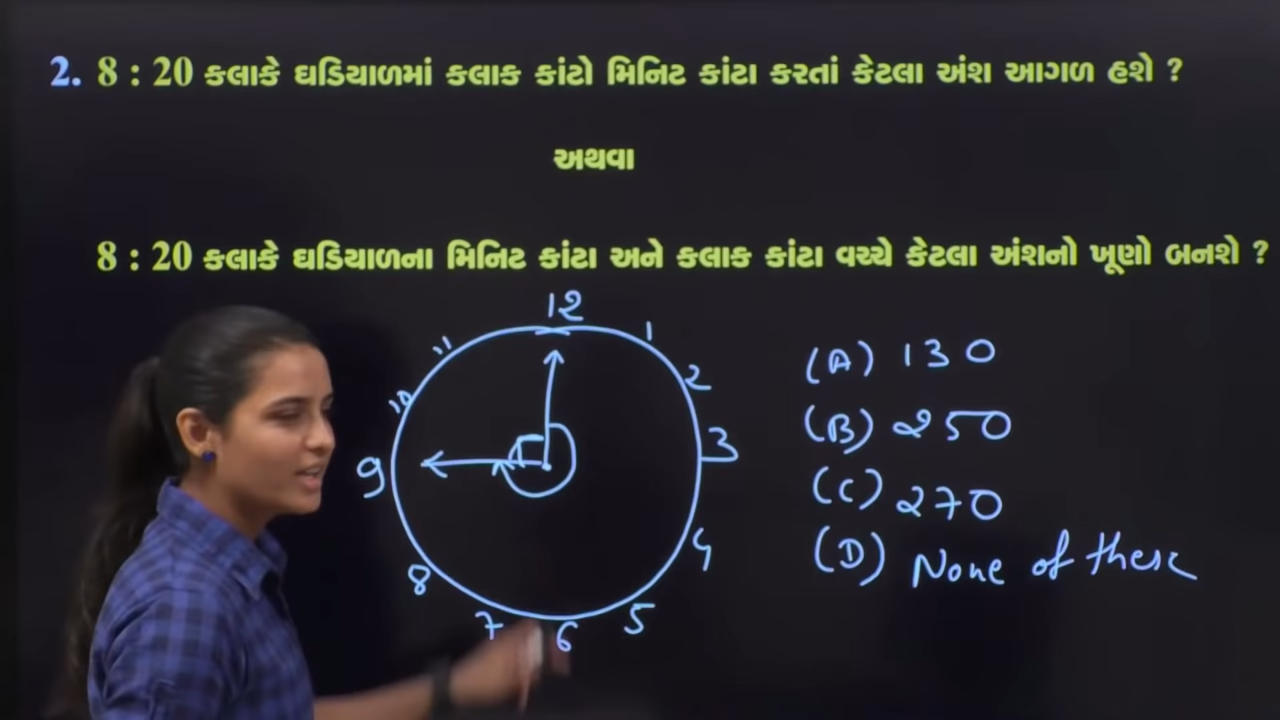 2. 8 : 20 કલાકે ઘડિયાળમાં કલાક કાંટો મિનિટ કાંટા કરતાં કેટલા અંશ આગળ હશે ?
અથવા
8 : 20 કલાકે ઘડિયાળના મિનિટ કાંટા અને કલાક કાંટા વચ્ચે કેટલા અંશનો ખૂણો બનશે ?
12
11
1
10
2
9
3
8
4
7
6
5
(A) 130
(B) 250
(C) 270
(D) None of these